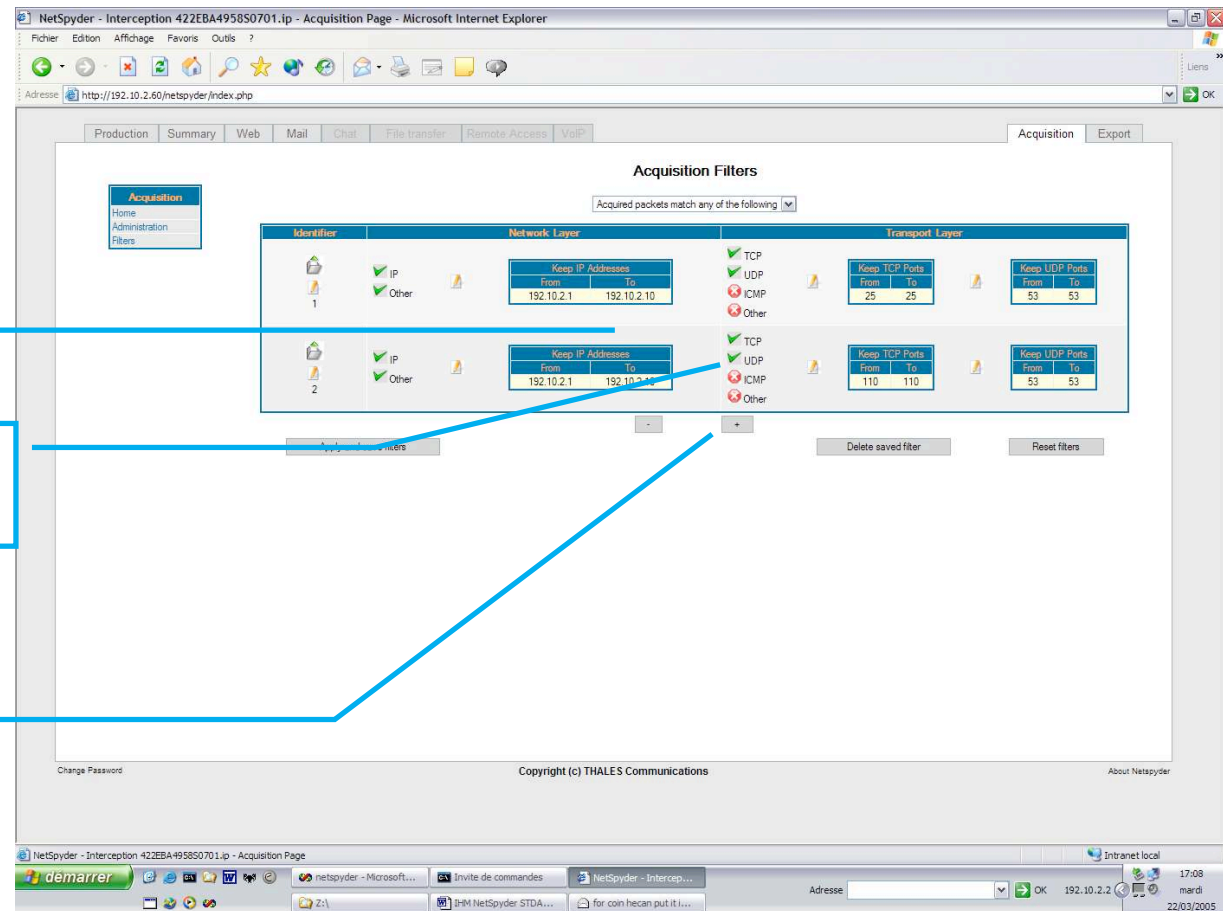 NetSpyder - Interception 422EBA4958S0701.ip - Acquisition Page - Microsoft Internet Explorer
Fichier Edition Affichage Favoris Outils ?
Liens
Adresse http://192.10.2.60/netspyder/index.php OK
Production Summary Web Mail Chat File transfer Remote Access VoIP Acquisition Export
Acquisition Filters
Acquired packets match any of the following
Acquisition
Home
Administration
Filters
Identifier Network Layer Transport Layer
1
IP
Other
Keep IP Addresses
From To
192.10.2.1 192.10.2.10
TCP
UDP
ICMP
Other
Keep TCP Ports
From To
25 25
Keep UDP Ports
From To
53 53
2
IP
Other
Keep IP Addresses
From To
192.10.2.1 192.10.2.10
TCP
UDP
ICMP
Other
Keep TCP Ports
From To
110 110
Keep UDP Ports
From To
53 53
- +
Apply and save filters Delete saved filter Reset filters
Change Password Copyright (c) THALES Communications About Netspyder
NetSpyder - Interception 422EBA4958S0701.ip - Acquisition Page Intranet local
démarrer netspyder - Microsoft... Invite de commandes NetSpyder - Intercep... Adresse OK 192.10.2.2 17:08
mardi
Z:\ IHM NetSpyder STDA... for coin hecan put it i... 22/03/2005